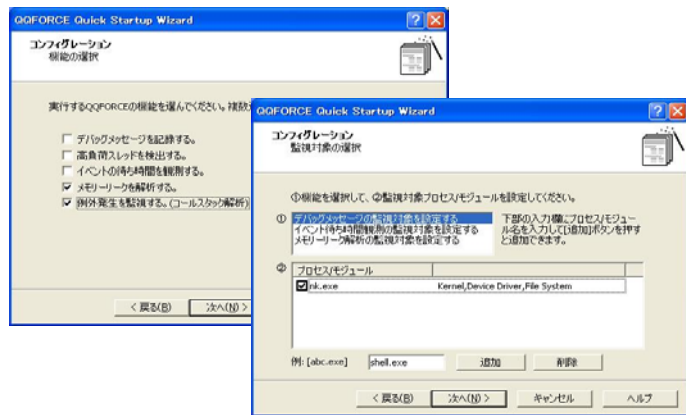 QQFORCE Quick Startup Wizard
コンフィグレーション
機能の選択
実行するQQFORCEの機能を選んでください。複数
デバッグメッセージを記録する。
高負荷スレッドを検出する。
イベントの待ち時間を観測する。
メモリーリークを解析する。
例外発生を監視する。(コールスタック解析)
< 戻る(B)
次へ(N) >
QQFORCE Quick Startup Wizard
コンフィグレーション
監視対象の選択
①機能を選択して、②監視対象プロセス/モジュールを設定してください。
①
デバッグメッセージの監視対象を設定する
イベント待ち時間観測の監視対象を設定する
メモリーリーク解析の監視対象を設定する
下部の入力欄にプロセス/モジュー
ル名を入力して[追加]ボタンを押す
と追加できます。
②
プロセス/モジュール
nk.exe Kernel,Device Driver,File System
例: [abc.exe] shell.exe 追加 削除
< 戻る(B) 次へ(N) > キャンセル ヘルプ